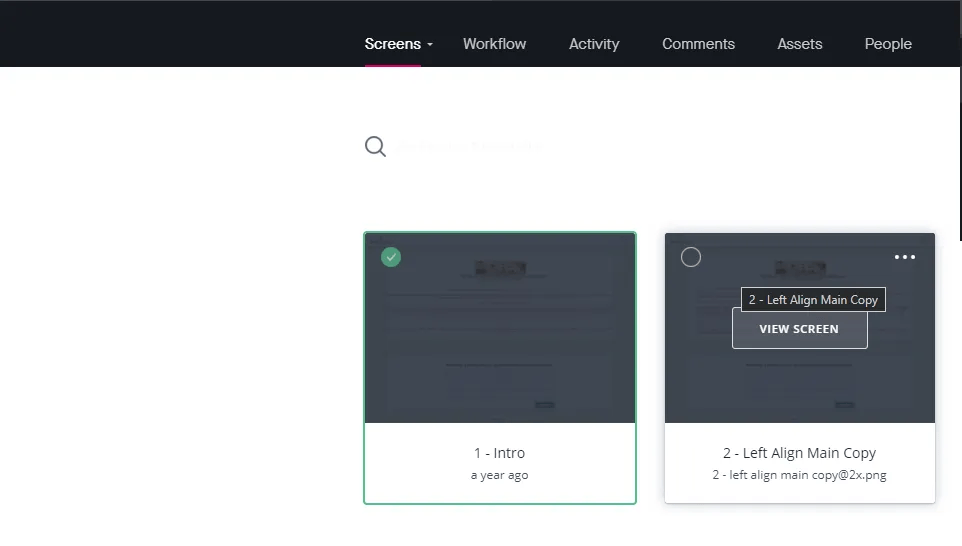 Screens Workflow Activity Comments Assets People
2 - Left Align Main Copy
VIEW SCREEN
1 - Intro
a year ago
2 - Left Align Main Copy
2 - left align main copy@2x.png